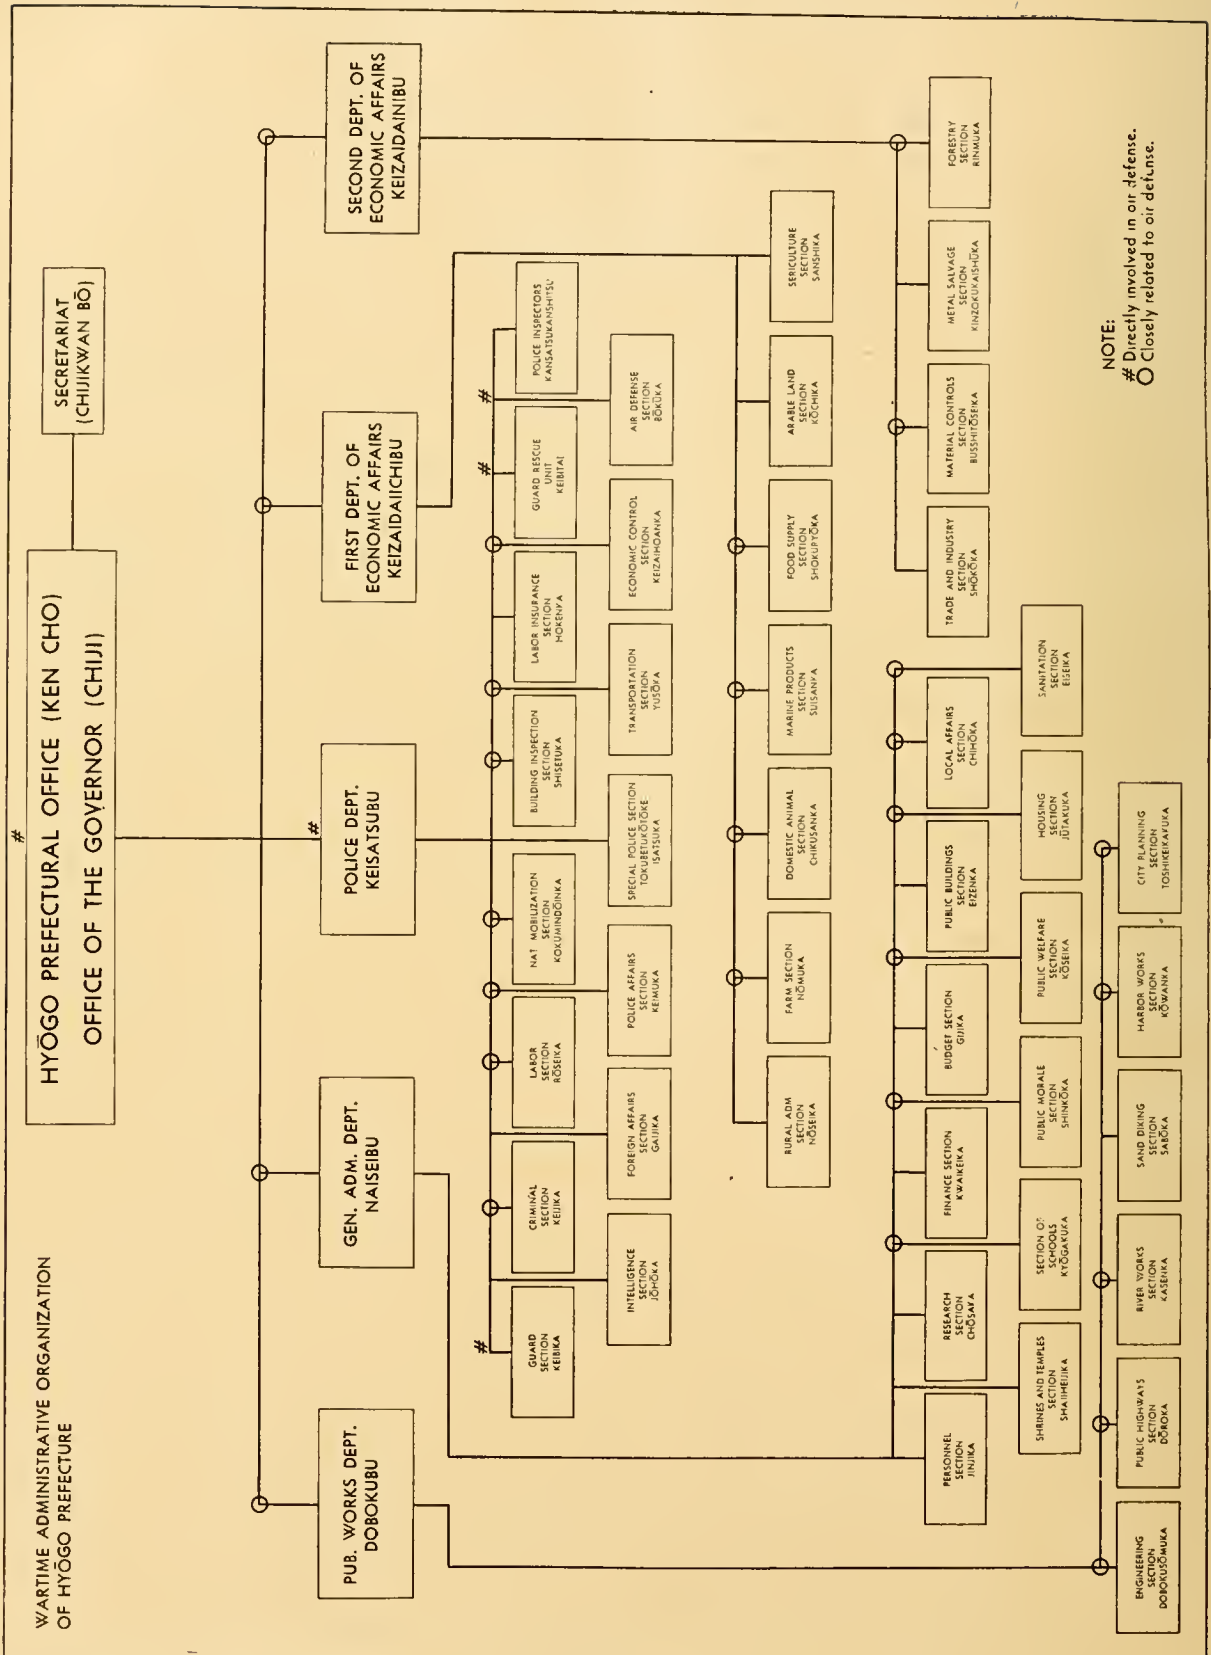 WARTIME ADMINISTRATIVE ORGANIZATION
OF HYŌGO PREFECTURE
#
HYŌGO PREFECTURAL OFFICE (KEN CHO)
OFFICE OF THE GOVERNOR (CHIJI)
SECRETARIAT
(CHIJIKWAN BŌ)
PUB. WORKS DEPT.
DOBOKUBU
GEN. ADM. DEPT.
NAISEIBU
#
POLICE DEPT.
KEISATSUBU
FIRST DEPT. OF
ECONOMIC AFFAIRS
KEIZAIDAIICHIBU
SECOND DEPT. OF
ECONOMIC AFFAIRS
KEIZAIDAINIBU
#
GUARD
SECTION
KEIBIKA
CRIMINAL
SECTION
KEIJIKA
LABOR
SECTION
RŌSEIKA
NAT MOBILIZATION
SECTION
KOKUMINDŌINKA
BUILDING INSPECTION
SECTION
SHISETUKA
LABOR INSURANCE
SECTION
HOKENKA
#
GUARD RESCUE
UNIT
KEIBITAI
#
POLICE INSPECTORS
KANSATSUKANSHITSU
INTELLIGENCE
SECTION
JŌHŌKA
FOREIGN AFFAIRS
SECTION
GAIJIKA
POLICE AFFAIRS
SECTION
KEIMUKA
SPECIAL POLICE SECTION
TOKUBETUKŌTŌKE
ISATSUKA
TRANSPORTATION
SECTION
YUSŌKA
ECONOMIC CONTROL
SECTION
KEIZAIHOANKA
AIR DEFENSE
SECTION
BŌKŪKA
RURAL ADM
SECTION
NŌSEIKA
FARM SECTION
NŌMUKA
DOMESTIC ANIMAL
SECTION
CHIKUSANKA
MARINE PRODUCTS
SECTION
SUISANKA
FOOD SUPPLY
SECTION
SHOKURYŌKA
ARABLE LAND
SECTION
KŌCHIKA
SERICULTURE
SECTION
SANSHIKA
PERSONNEL
SECTION
JINJIKA
RESEARCH
SECTION
CHŌSAKA
FINANCE SECTION
KWAIKEIKA
BUDGET SECTION
GIJIKA
PUBLIC BUILDINGS
SECTION
EIZENKA
LOCAL AFFAIRS
SECTION
CHIHŌKA
TRADE AND INDUSTRY
SECTION
SHŌKŌKA
MATERIAL CONTROLS
SECTION
BUSSHITŌSEIKA
METAL SALVAGE
SECTION
KINZOKUKAISHŪKA
FORESTRY
SECTION
RINMUKA
SHRINES AND TEMPLES
SECTION
SHAJIHEIJIKA
SECTION OF
SCHOOLS
KYŌGAKUKA
PUBLIC MORALE
SECTION
SHINKŌKA
PUBLIC WELFARE
SECTION
KŌSEIKA
HOUSING
SECTION
JŪTAKUKA
SANITATION
SECTION
EISEIKA
ENGINEERING
SECTION
DOBOKUSŌMUKA
PUBLIC HIGHWAYS
SECTION
DŌROKA
RIVER WORKS
SECTION
KASENKA
SAND DIKING
SECTION
SABŌKA
HARBOR WORKS
SECTION
KŌWANKA
CITY PLANNING
SECTION
TOSHIKEIKAKUKA
NOTE:
# Directly involved in air defense.
O Closely related to air defense.